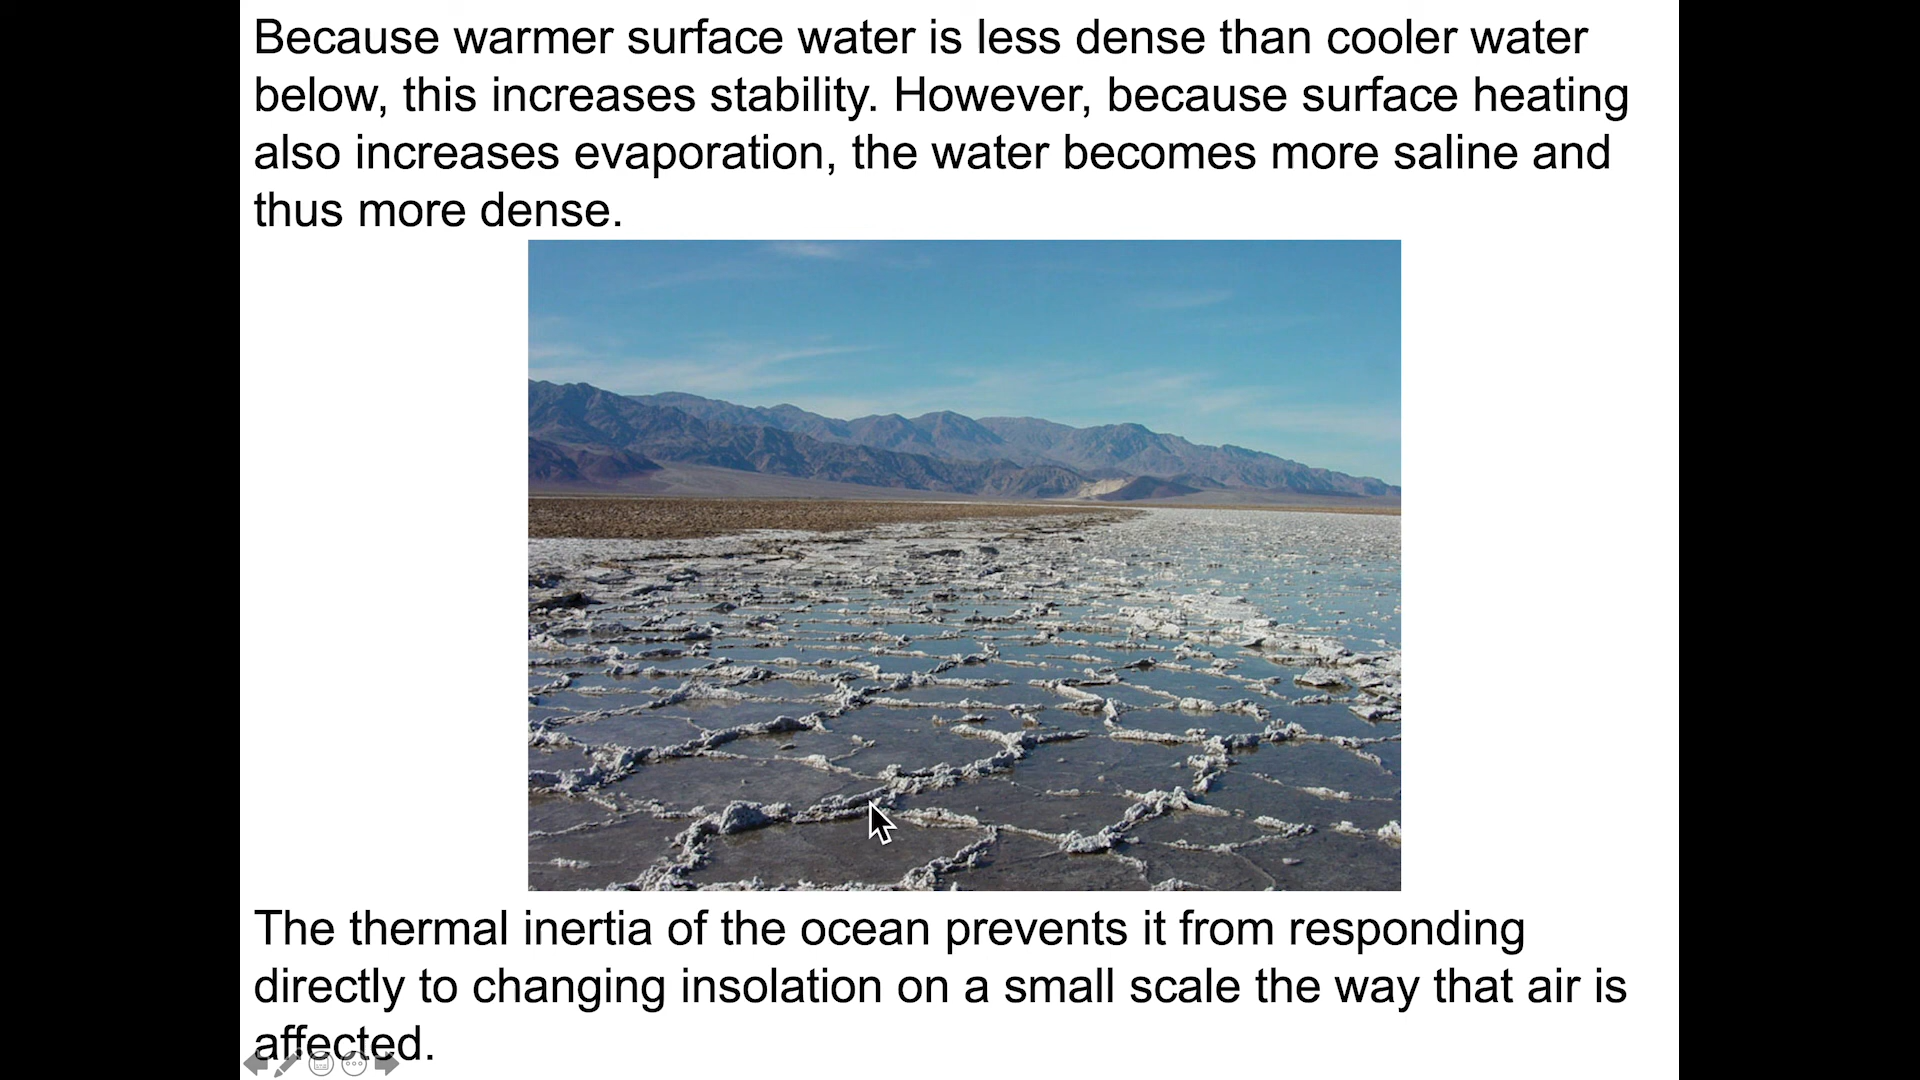 Because warmer surface water is less dense than cooler water
below, this increases stability. However, because surface heating
also increases evaporation, the water becomes more saline and
thus more dense.
The thermal inertia of the ocean prevents it from responding
directly to changing insolation on a small scale the way that air is
affected.